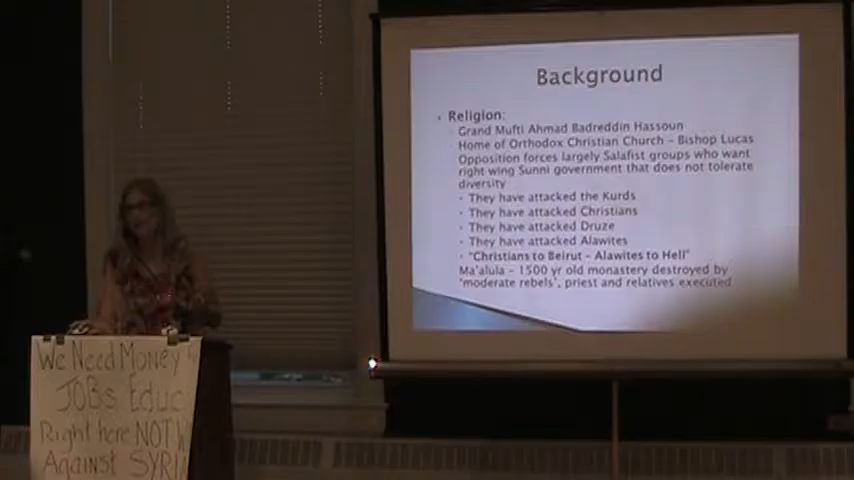 Background
Religion:
Grand Mufti Ahmad Badreddin Hassoun
Home of Orthodox Christian Church - Bishop Lucas
Opposition forces largely Salafist groups who want
right wing Sunni government that does not tolerate
diversity
They have attacked the Kurds
They have attacked Christians
They have attacked Druze
They have attacked Alawites
"Christians to Beirut - Alawites to Hell"
Ma'alula - 1500 yr old monastery destroyed by
'moderate rebels', priest and relatives executed
We Need Money
JOBs Educ
Right here NOT W
Against SYRI